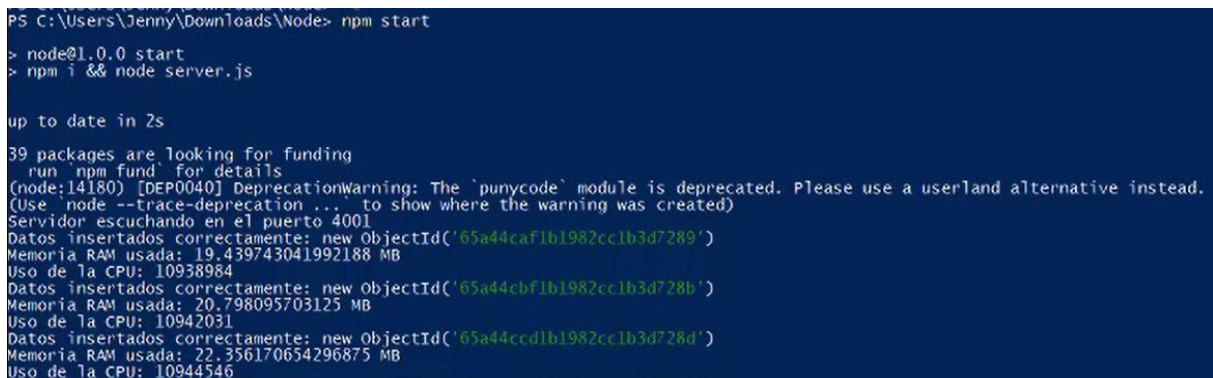 PS C:\Users\Jenny\Downloads\Node> npm start
> node@1.0.0 start
> npm i && node server.js
up to date in 2s
39 packages are looking for funding
run `npm fund` for details
(node:14180) [DEP0040] DeprecationWarning: The `punycode` module is deprecated. Please use a userland alternative instead.
(Use `node --trace-deprecation ...` to show where the warning was created)
Servidor escuchando en el puerto 4001
Datos insertados correctamente: new ObjectId('65a44caf1b1982cc1b3d7289')
Memoria RAM usada: 19.439743041992188 MB
Uso de la CPU: 10938984
Datos insertados correctamente: new ObjectId('65a44cbf1b1982cc1b3d728b')
Memoria RAM usada: 20.798095703125 MB
Uso de la CPU: 10942031
Datos insertados correctamente: new ObjectId('65a44ccd1b1982cc1b3d728d')
Memoria RAM usada: 22.356170654296875 MB
Uso de la CPU: 10944546